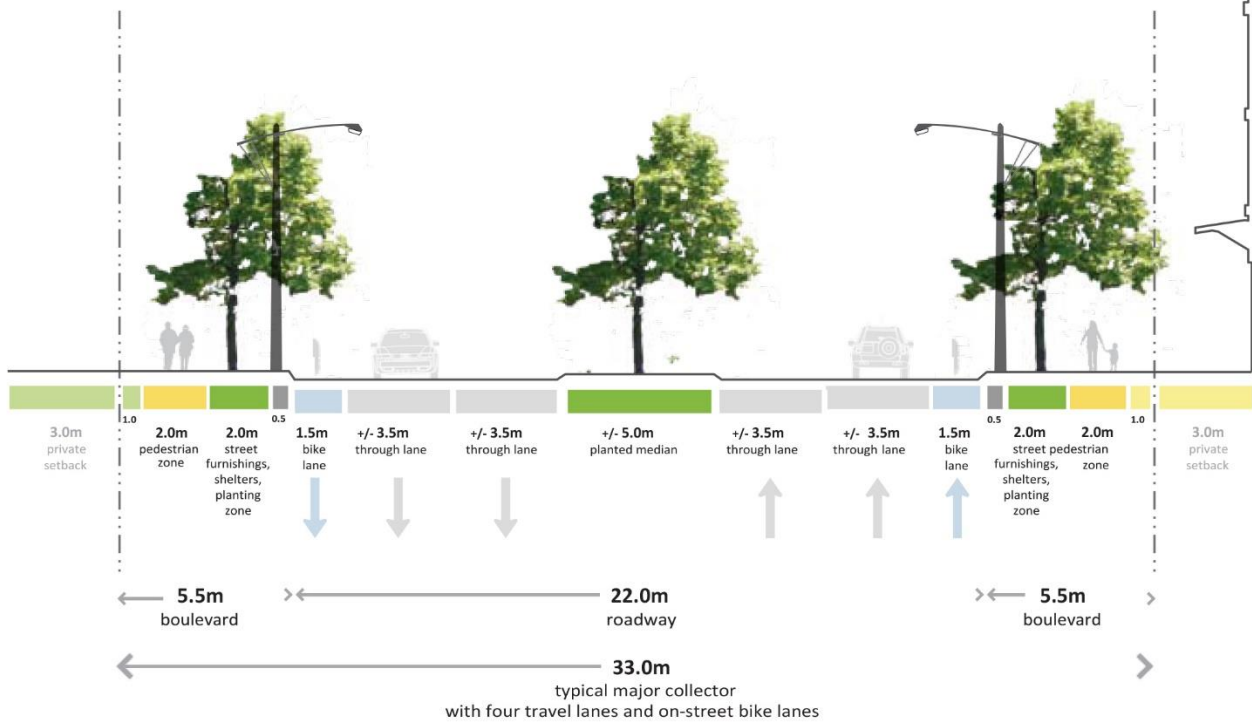 3.0m
private
setback
1.0
2.0m
pedestrian
zone
2.0m
street
furnishings,
shelters,
planting
zone
0.5
1.5m
bike
lane
+/- 3.5m
through lane
+/- 3.5m
through lane
+/- 5.0m
planted median
+/- 3.5m
through lane
+/- 3.5m
through lane
1.5m
bike
lane
0.5
2.0m
street
furnishings,
shelters,
planting
zone
2.0m
pedestrian
zone
1.0
3.0m
private
setback
5.5m
boulevard
22.0m
roadway
5.5m
boulevard
33.0m
typical major collector
with four travel lanes and on-street bike lanes